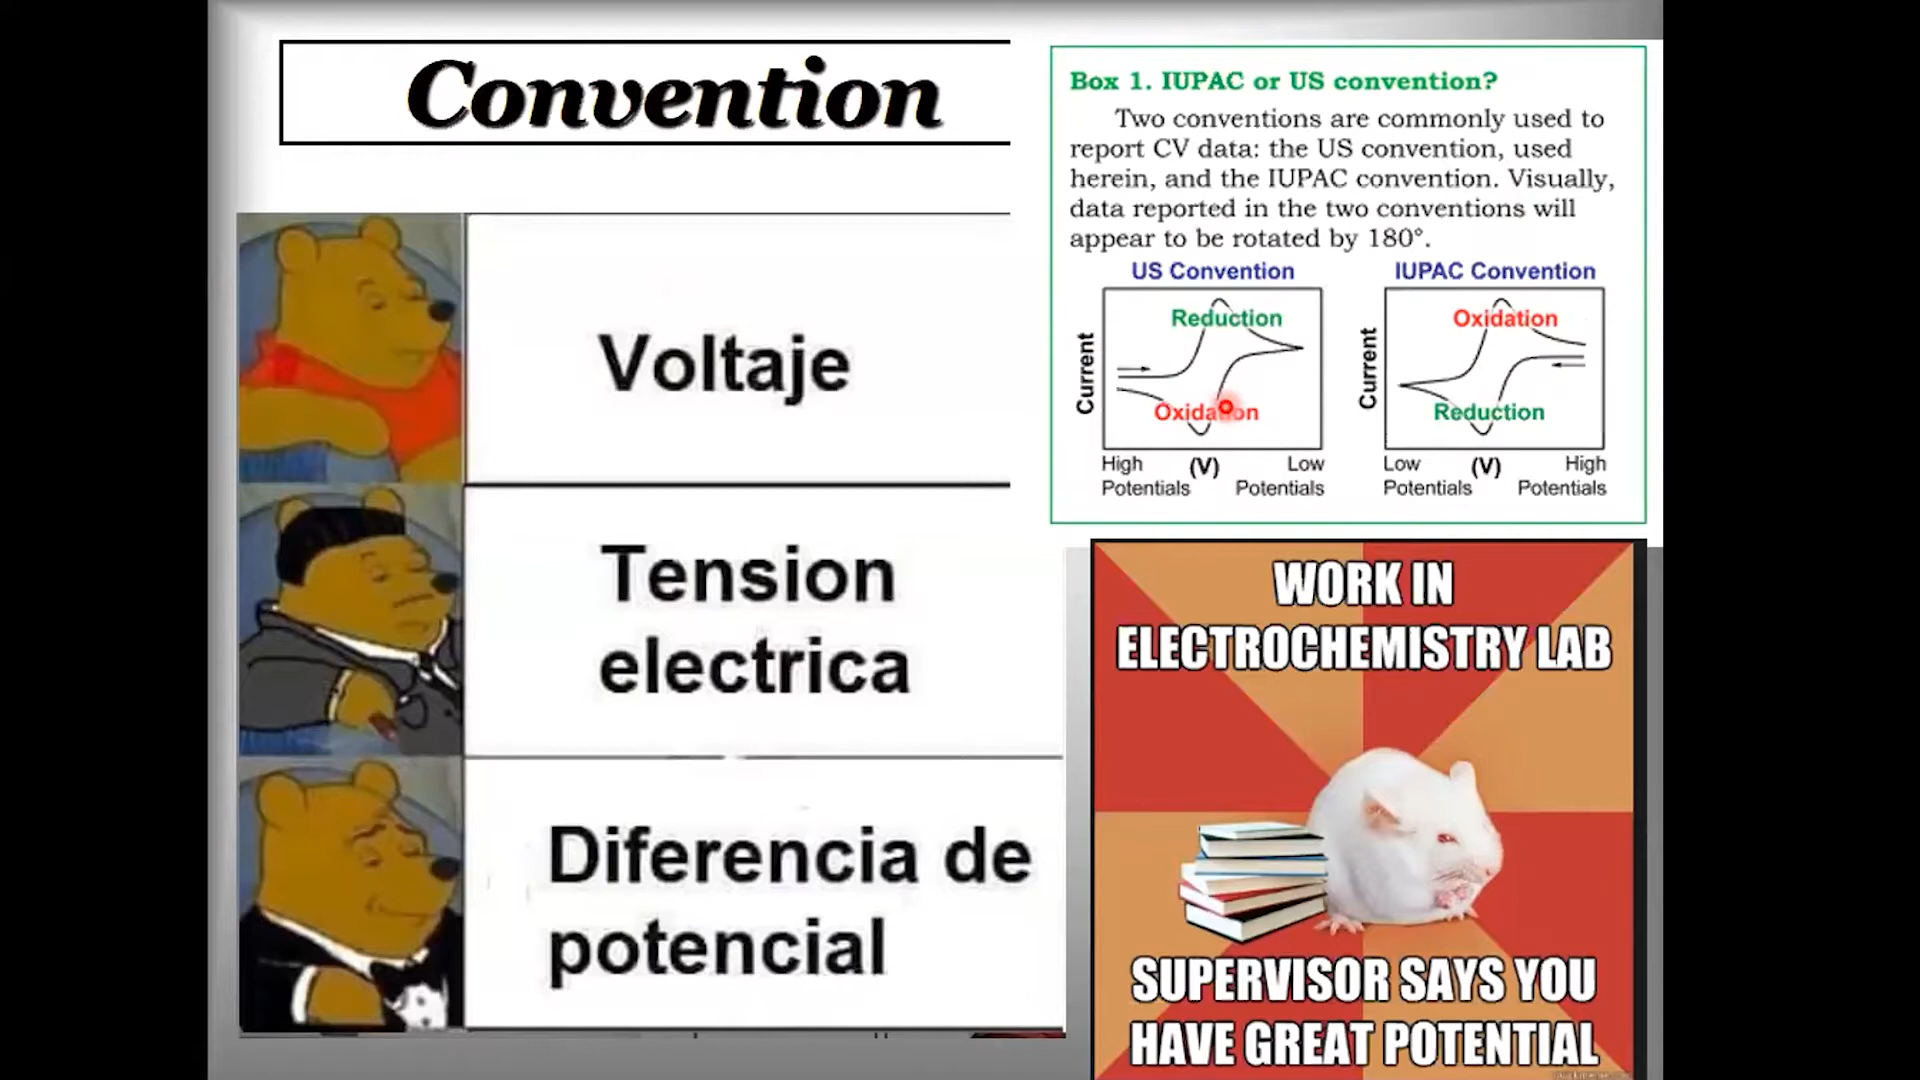 Convention
Voltaje
Tension
electrica
Diferencia de
potencial
Box 1. IUPAC or US convention?
Two conventions are commonly used to
report CV data: the US convention, used
herein, and the IUPAC convention. Visually,
data reported in the two conventions will
appear to be rotated by 180°.
US Convention
Reduction
Current
Oxidation
High (V) Low
Potentials Potentials
IUPAC Convention
Oxidation
Current
Reduction
Low (V) High
Potentials Potentials
WORK IN
ELECTROCHEMISTRY LAB
SUPERVISOR SAYS YOU
HAVE GREAT POTENTIAL